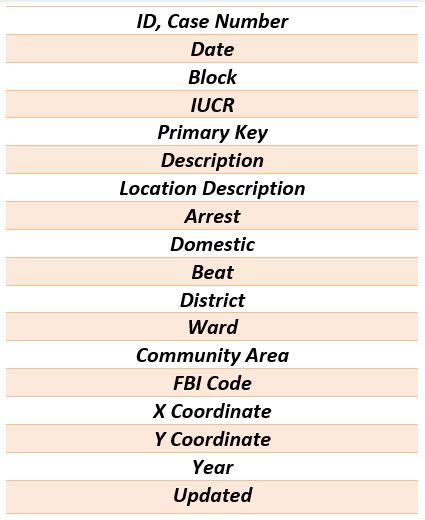 ID, Case Number
Date
Block
IUCR
Primary Key
Description
Location Description
Arrest
Domestic
Beat
District
Ward
Community Area
FBI Code
X Coordinate
Y Coordinate
Year
Updated